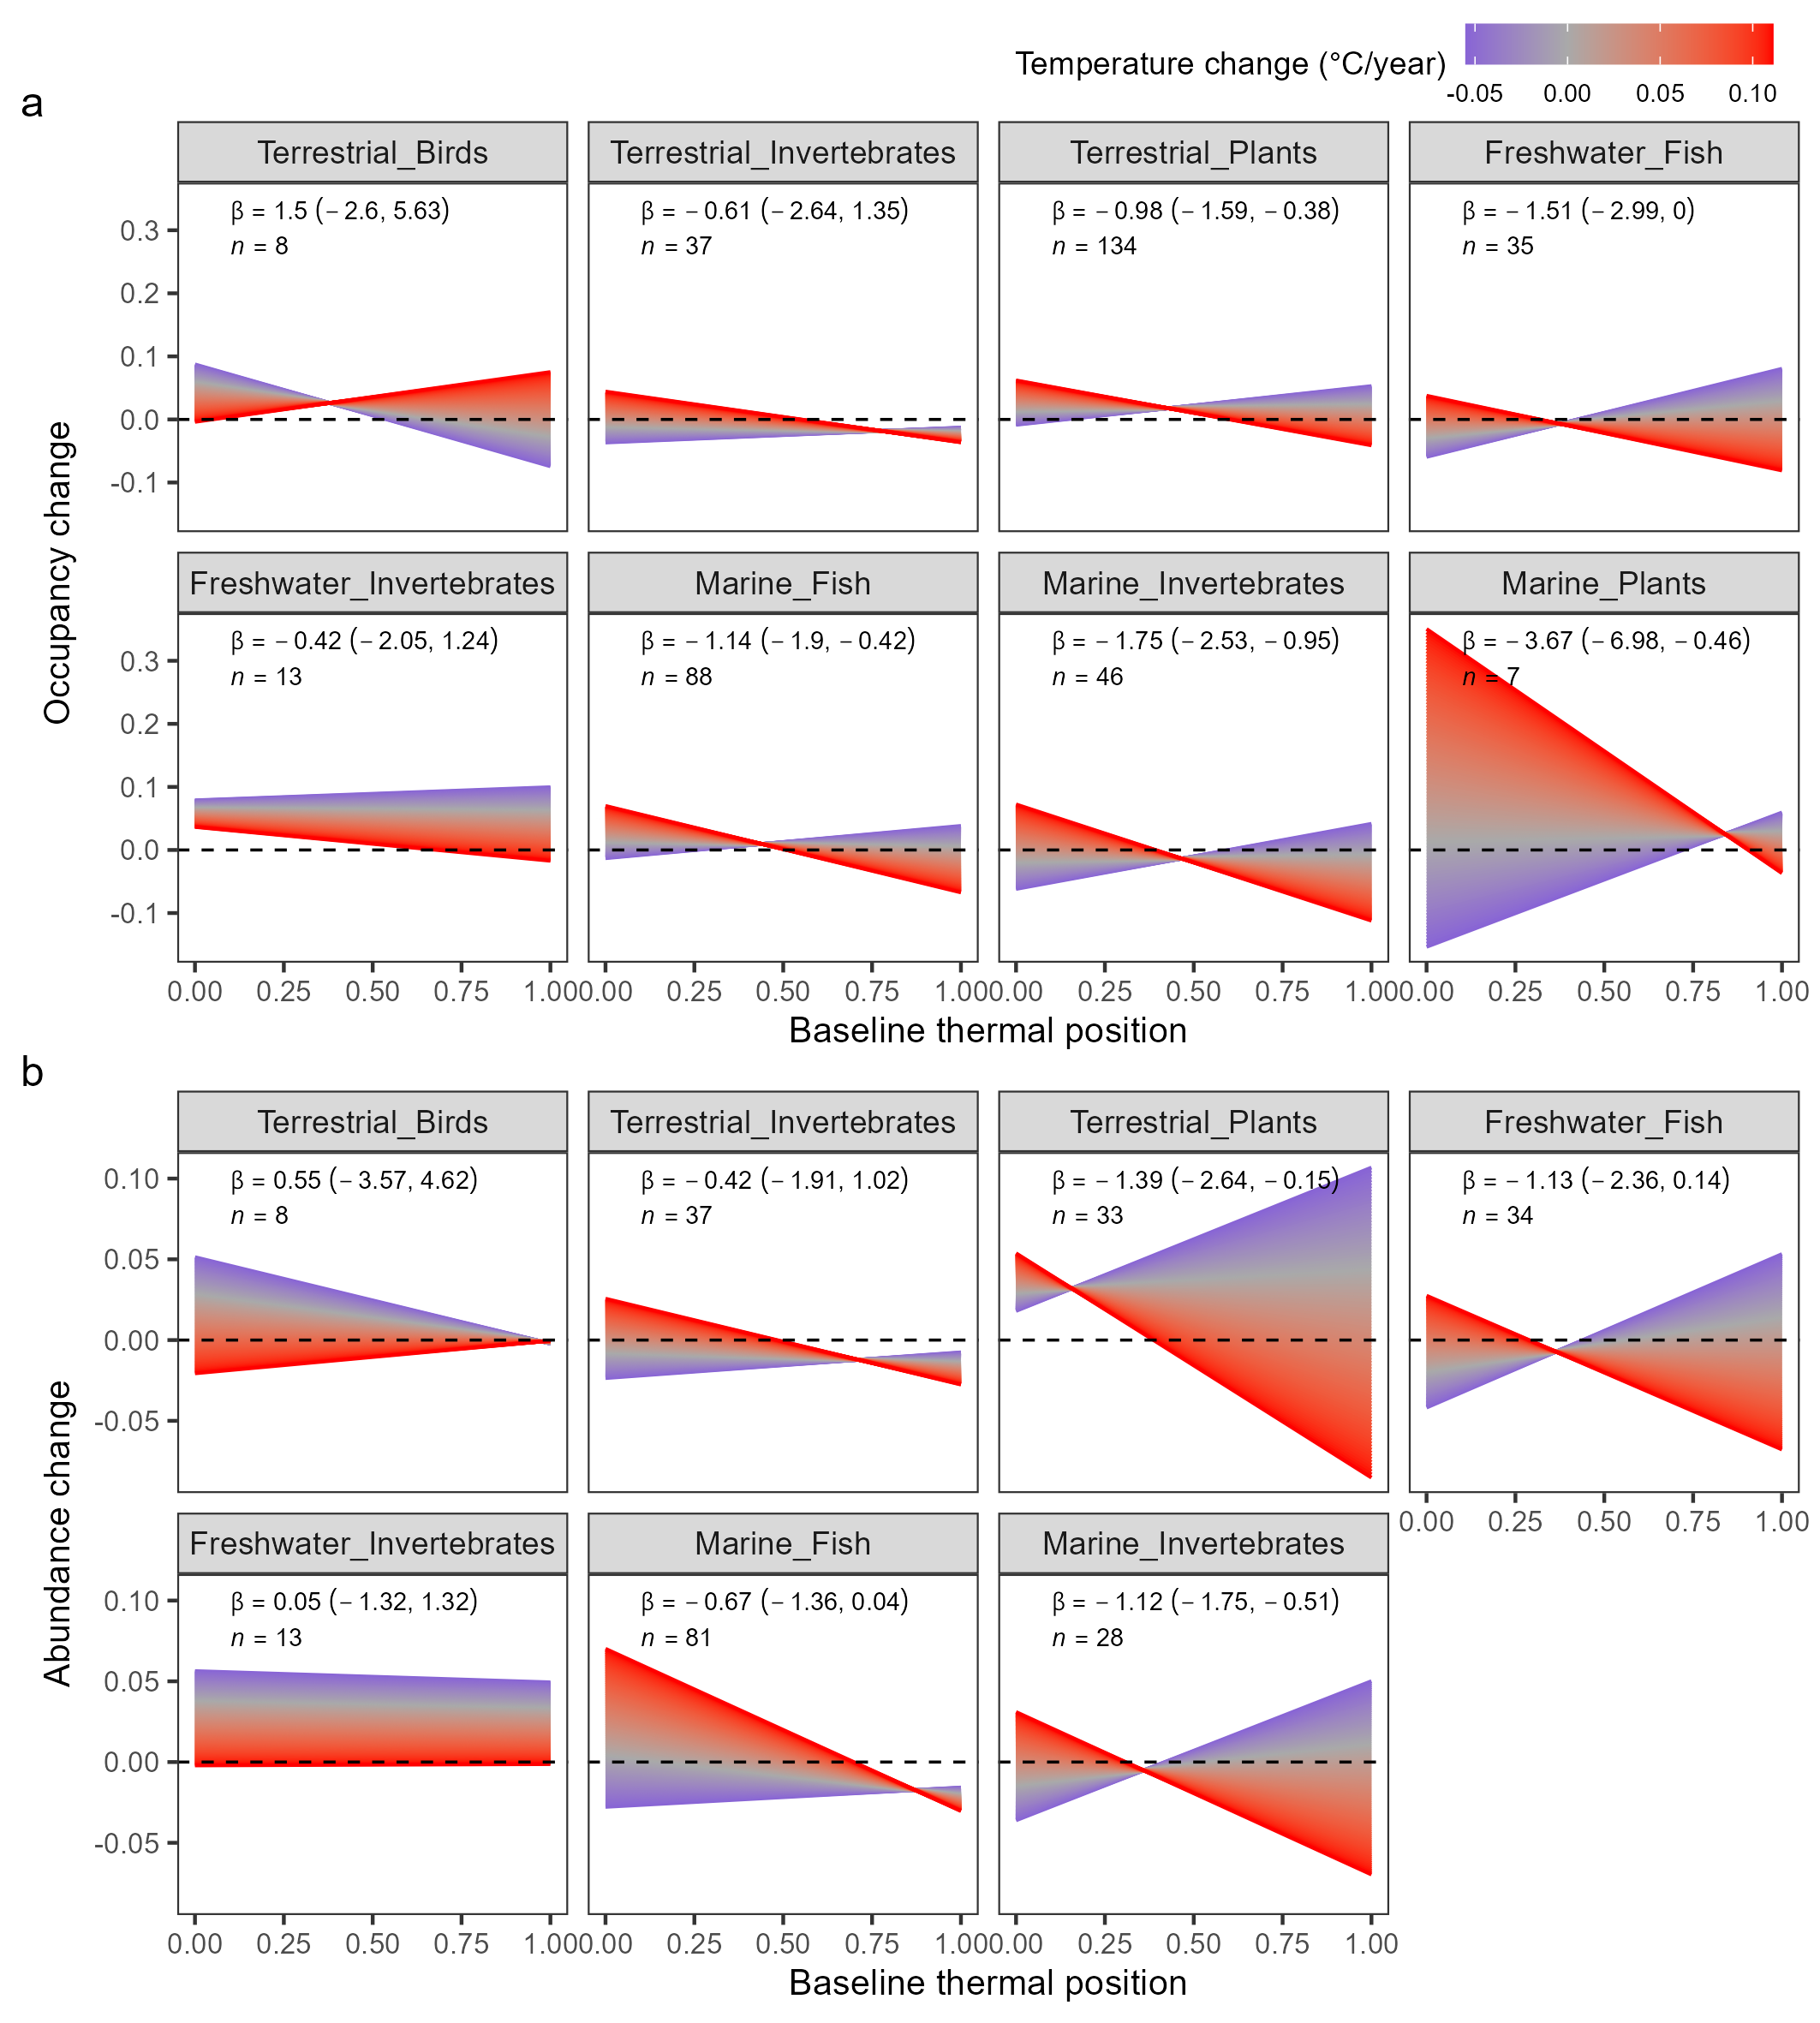 Temperature change (°C/year)
-0.05 0.00 0.05 0.10
a
Terrestrial_Birds Terrestrial_Invertebrates Terrestrial_Plants Freshwater_Fish
β = 1.5 (− 2.6, 5.63) β = − 0.61 (− 2.64, 1.35) β = − 0.98 (− 1.59, − 0.38) β = − 1.51 (− 2.99, 0)
n = 8 n = 37 n = 134 n = 35
0.3
0.2
0.1
0.0
-0.1
Occupancy change
Freshwater_Invertebrates Marine_Fish Marine_Invertebrates Marine_Plants
β = − 0.42 (− 2.05, 1.24) β = − 1.14 (− 1.9, − 0.42) β = − 1.75 (− 2.53, − 0.95) β = − 3.67 (− 6.98, − 0.46)
n = 13 n = 88 n = 46 n = 7
0.3
0.2
0.1
0.0
-0.1
0.00 0.25 0.50 0.75 1.00 0.00 0.25 0.50 0.75 1.00 0.00 0.25 0.50 0.75 1.00 0.00 0.25 0.50 0.75 1.00
Baseline thermal position
b
Terrestrial_Birds Terrestrial_Invertebrates Terrestrial_Plants Freshwater_Fish
β = 0.55 (− 3.57, 4.62) β = − 0.42 (− 1.91, 1.02) β = − 1.39 (− 2.64, − 0.15) β = − 1.13 (− 2.36, 0.14)
n = 8 n = 37 n = 33 n = 34
0.10
0.05
0.00
-0.05
0.00 0.25 0.50 0.75 1.00
Abundance change
Freshwater_Invertebrates Marine_Fish Marine_Invertebrates
β = 0.05 (− 1.32, 1.32) β = − 0.67 (− 1.36, 0.04) β = − 1.12 (− 1.75, − 0.51)
n = 13 n = 81 n = 28
0.10
0.05
0.00
-0.05
0.00 0.25 0.50 0.75 1.00 0.00 0.25 0.50 0.75 1.00 0.00 0.25 0.50 0.75 1.00
Baseline thermal position